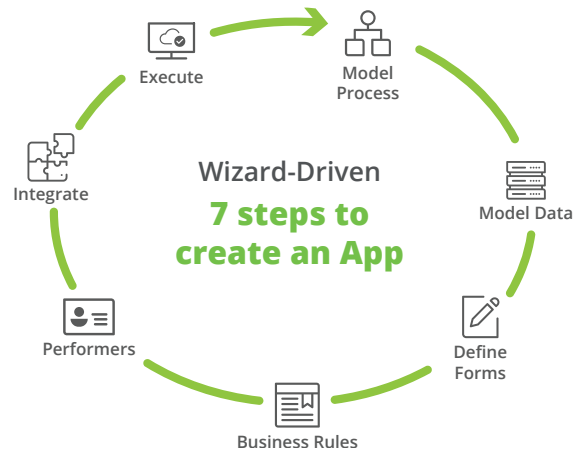 Wizard-Driven
7 steps to
create an App
Model
Process
Model Data
Define
Forms
Business Rules
Performers
Integrate
Execute